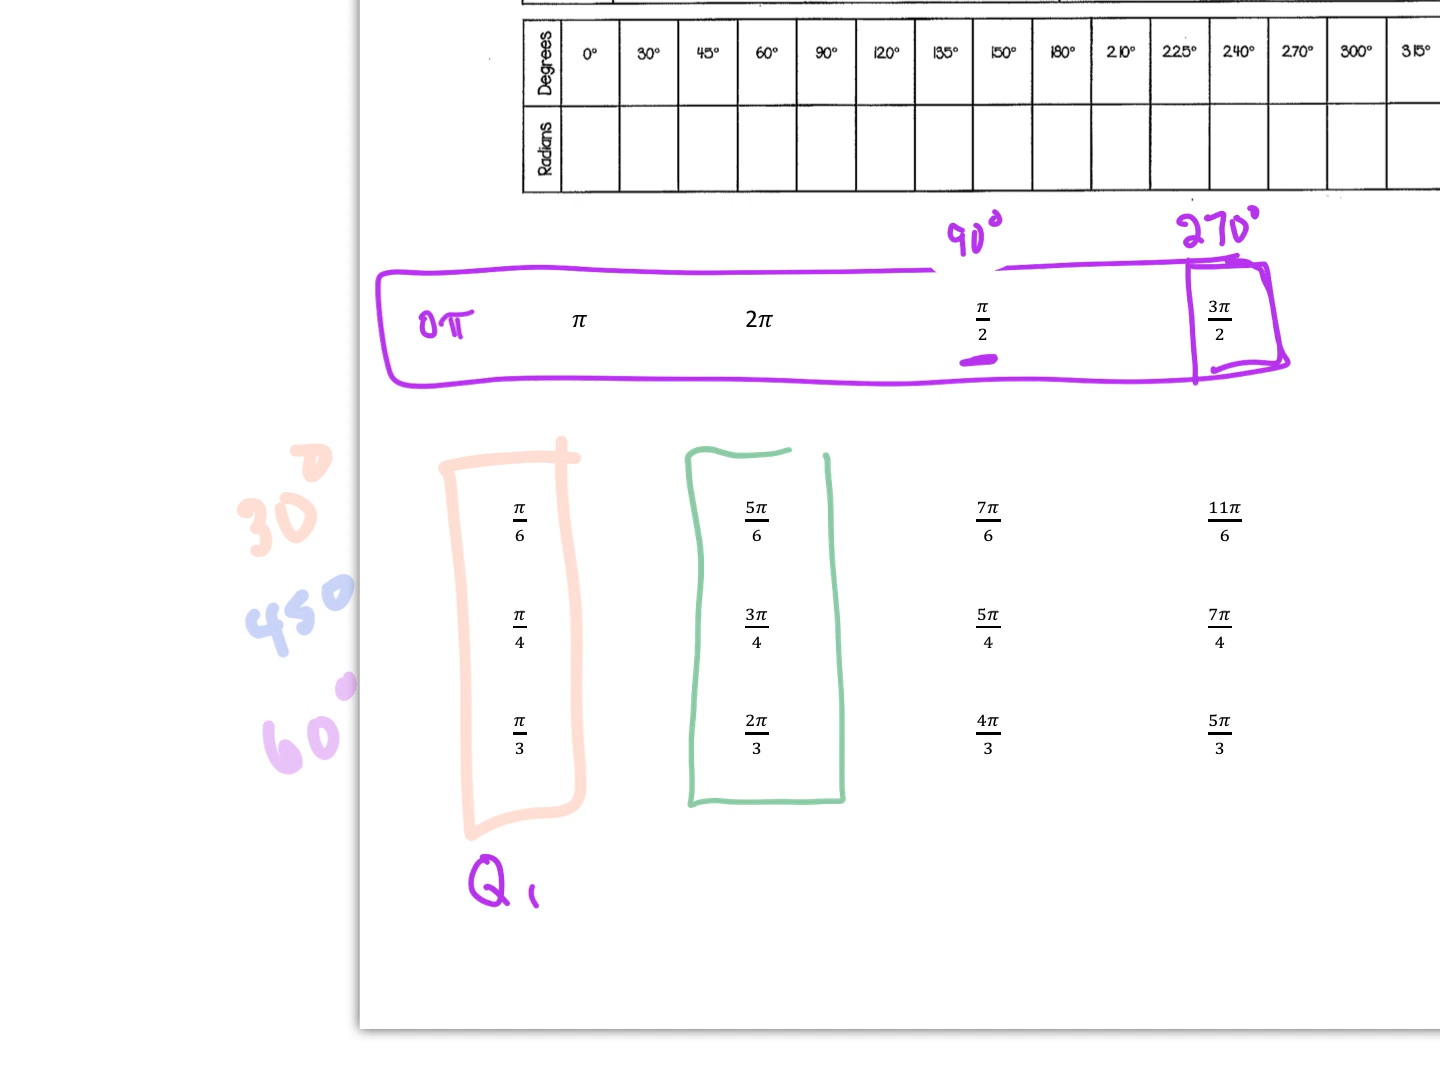 Degrees 0° 30° 45° 60° 90° 120° 135° 150° 180° 210° 225° 240° 270° 300° 315°
Radians
90° 270°
0π π 2π π/2 3π/2
30° π/6 5π/6 7π/6 11π/6
45° π/4 3π/4 5π/4 7π/4
60° π/3 2π/3 4π/3 5π/3
Q1